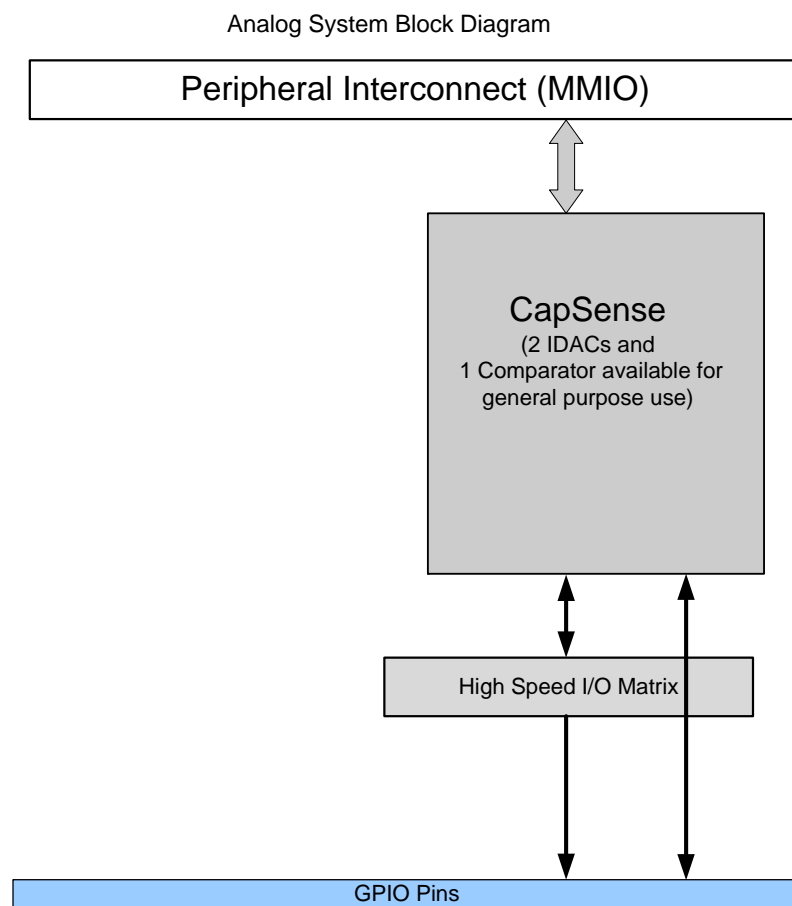 Analog System Block Diagram
Peripheral Interconnect (MMIO)
CapSense
(2 IDACs and
1 Comparator available for
general purpose use)
High Speed I/O Matrix
GPIO Pins